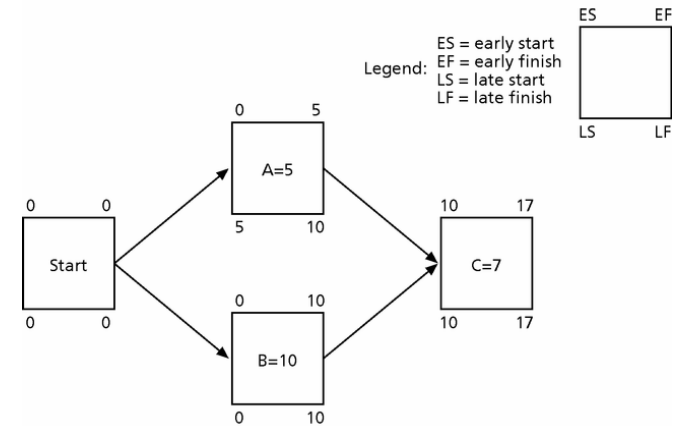 ES EF
ES = early start
EF = early finish
Legend:
LS = late start
LF = late finish
LS LF
0 5
A=5
5 10
0 0
Start
0 0
10 17
C=7
10 17
0 10
B=10
0 10